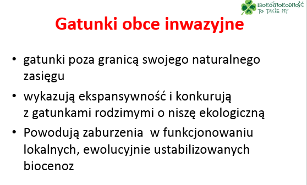 Gatunki obce inwazyjne
• gatunki poza granicą swojego naturalnego
zasięgu
• wykazują ekspansywność i konkurują
z gatunkami rodzimymi o niszę ekologiczną
• Powodują zaburzenia w funkcjonowaniu
lokalnych, ewolucyjnie ustabilizowanych
biocenoz